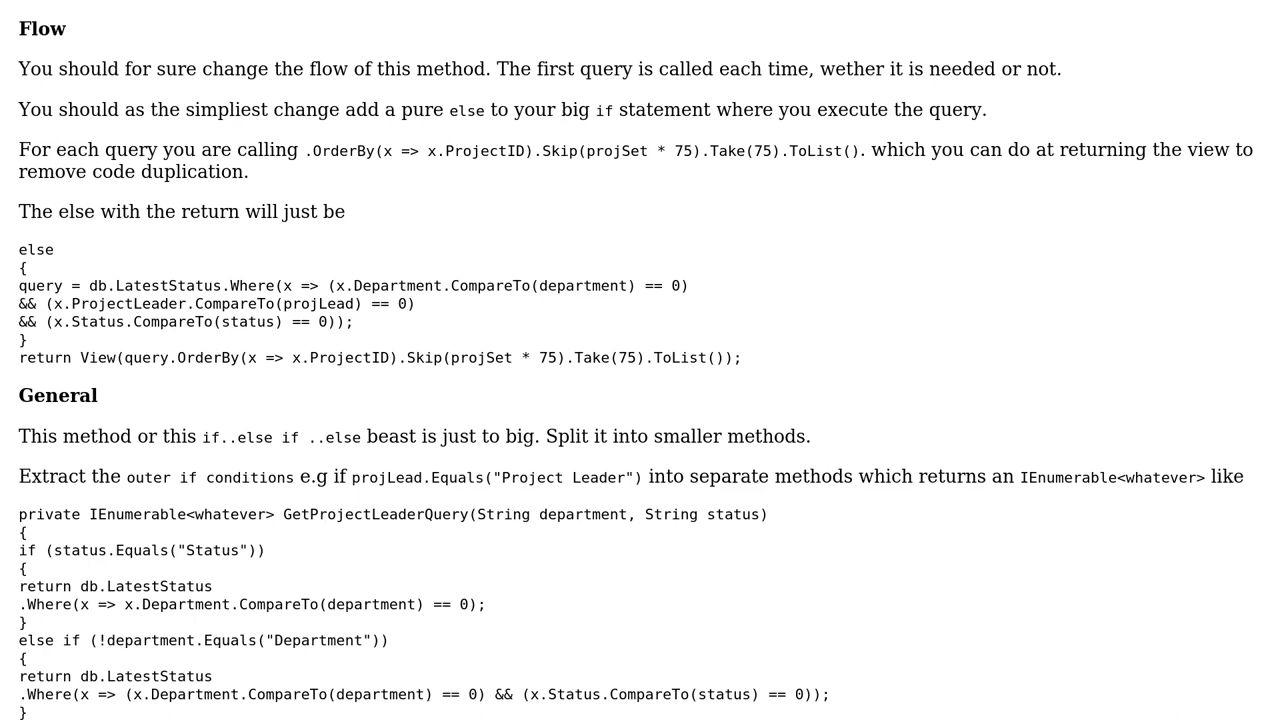 Flow
You should for sure change the flow of this method. The first query is called each time, wether it is needed or not.
You should as the simpliest change add a pure else to your big if statement where you execute the query.
For each query you are calling .OrderBy(x => x.ProjectID).Skip(projSet * 75).Take(75).ToList(). which you can do at returning the view to
remove code duplication.
The else with the return will just be
else
{
query = db.LatestStatus.Where(x => (x.Department.CompareTo(department) == 0)
&& (x.ProjectLeader.CompareTo(projLead) == 0)
&& (x.Status.CompareTo(status) == 0));
}
return View(query.OrderBy(x => x.ProjectID).Skip(projSet * 75).Take(75).ToList());
General
This method or this if..else if ..else beast is just to big. Split it into smaller methods.
Extract the outer if conditions e.g if projLead.Equals("Project Leader") into separate methods which returns an IEnumerable<whatever> like
private IEnumerable<whatever> GetProjectLeaderQuery(String department, String status)
{
if (status.Equals("Status"))
{
return db.LatestStatus
.Where(x => x.Department.CompareTo(department) == 0);
}
else if (!department.Equals("Department"))
{
return db.LatestStatus
.Where(x => (x.Department.CompareTo(department) == 0) && (x.Status.CompareTo(status) == 0));
}